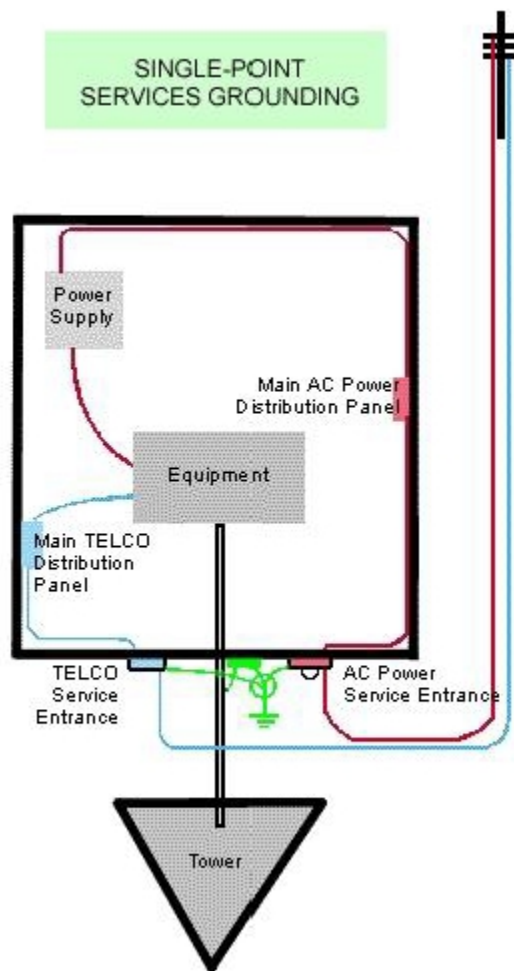 SINGLE-POINT
SERVICES GROUNDING
Power
Supply
Main AC Power
Distribution Panel
Equipment
Main TELCO
Distribution
Panel
TELCO
Service
Entrance
AC Power
Service Entrance
Tower